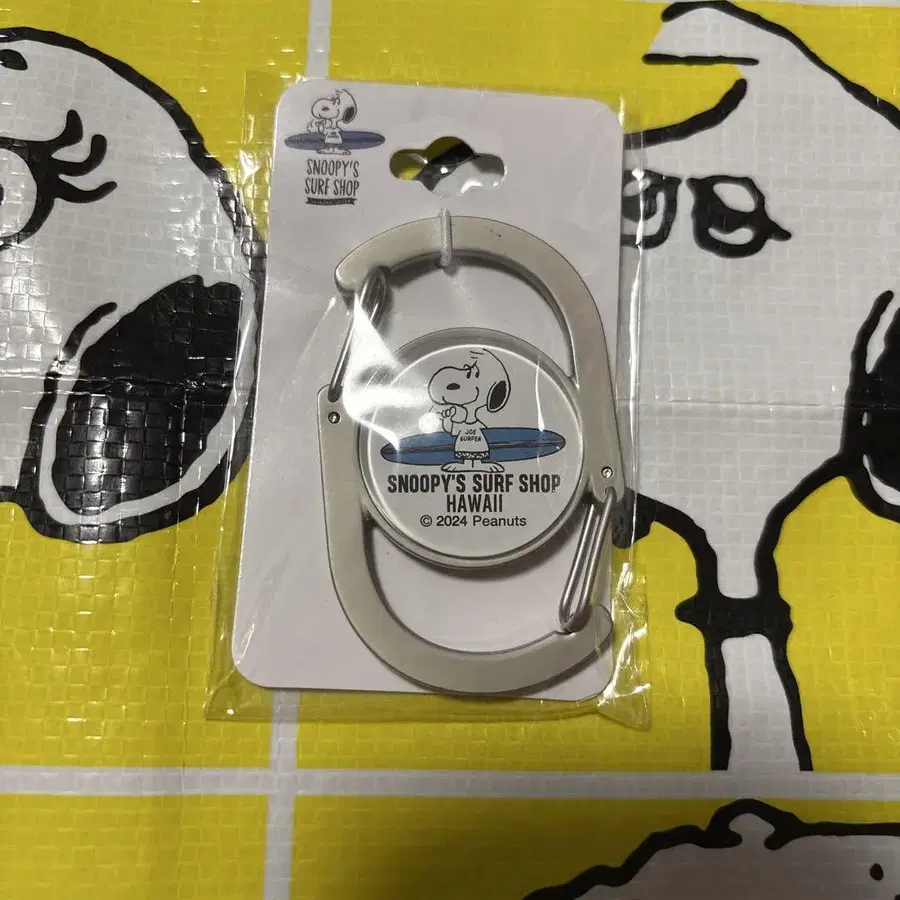 SNOOPY'S
SURF SHOP
JOE
SURFER
SNOOPY'S SURF SHOP
HAWAII
© 2024 Peanuts